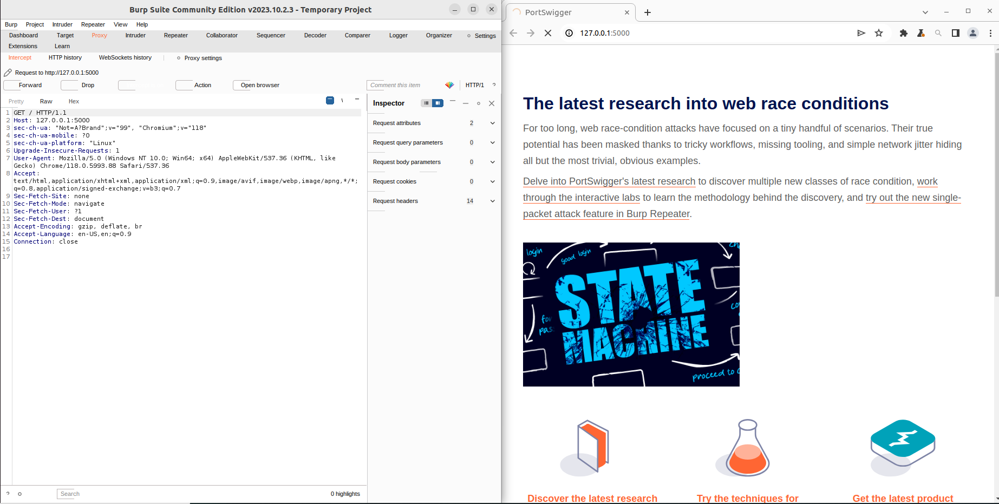 Burp Suite Community Edition v2023.10.2.3 - Temporary Project
Burp Project Intruder Repeater View Help
Dashboard Target Proxy Intruder Repeater Collaborator Sequencer Decoder Comparer Logger Organizer Settings
Extensions Learn
Intercept HTTP history WebSockets history Proxy settings
Request to http://127.0.0.1:5000
Forward Drop Action Open browser Comment this item HTTP/1 ?
Pretty Raw Hex
1 GET / HTTP/1.1
2 Host: 127.0.0.1:5000
3 sec-ch-ua: "Not=A?Brand";v="99", "Chromium";v="118"
4 sec-ch-ua-mobile: ?0
5 sec-ch-ua-platform: "Linux"
6 Upgrade-Insecure-Requests: 1
7 User-Agent: Mozilla/5.0 (Windows NT 10.0; Win64; x64) AppleWebKit/537.36 (KHTML, like
Gecko) Chrome/118.0.5993.88 Safari/537.36
8 Accept:
text/html,application/xhtml+xml,application/xml;q=0.9,image/avif,image/webp,image/apng,*/*;
q=0.8,application/signed-exchange;v=b3;q=0.7
9 Sec-Fetch-Site: none
10 Sec-Fetch-Mode: navigate
11 Sec-Fetch-User: ?1
12 Sec-Fetch-Dest: document
13 Accept-Encoding: gzip, deflate, br
14 Accept-Language: en-US,en;q=0.9
15 Connection: close
16
17
? Search 0 highlights
Inspector
Request attributes 2
Request query parameters 0
Request body parameters 0
Request cookies 0
Request headers 14
PortSwigger
127.0.0.1:5000
The latest research into web race conditions
For too long, web race-condition attacks have focused on a tiny handful of scenarios. Their true
potential has been masked thanks to tricky workflows, missing tooling, and simple network jitter hiding
all but the most trivial, obvious examples.
Delve into PortSwigger's latest research to discover multiple new classes of race condition, work
through the interactive labs to learn the methodology behind the discovery, and try out the new single-
packet attack feature in Burp Repeater.
login
good login
STATE
MACHINE
proceed to
Discover the latest research
Try the techniques for
Get the latest product